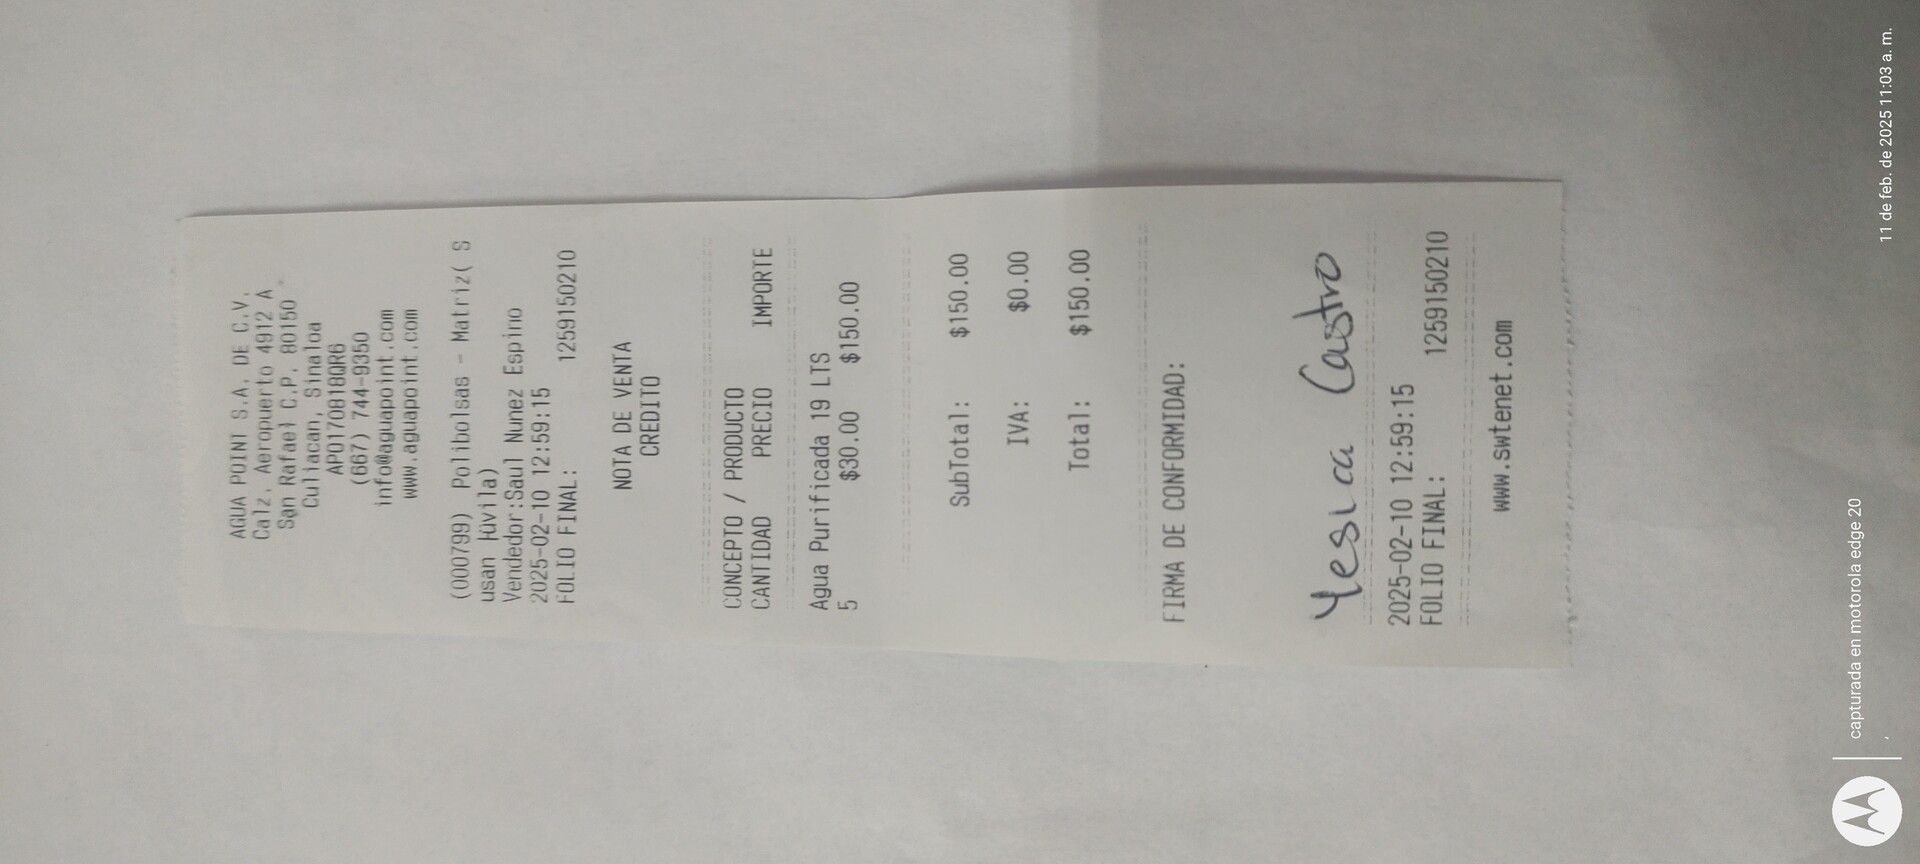 AGUA POINT S.A. DE C.V.
Calz. Aeropuerto 4912 A
San Rafael C.P. 80150
Culiacan, Sinaloa
APO170818QR6
(667) 744-9350
info@aguapoint.com
www.aguapoint.com
(000799) Polibolsas - Matriz( S
usan júvila)
Vendedor:Saul Nunez Espino
2025-02-10 12:59:15
FOLIO FINAL: 1259150210
NOTA DE VENTA
CREDITO
CONCEPTO / PRODUCTO
CANTIDAD PRECIO IMPORTE
Agua Purificada 19 LTS
5 $30.00 $150.00
SubTotal: $150.00
IVA: $0.00
Total: $150.00
FIRMA DE CONFORMIDAD:
Yesica Castro
2025-02-10 12:59:15
FOLIO FINAL: 1259150210
www.swtenet.com
capturada en motorola edge 20
,
11 de feb. de 2025 11:03 a. m.